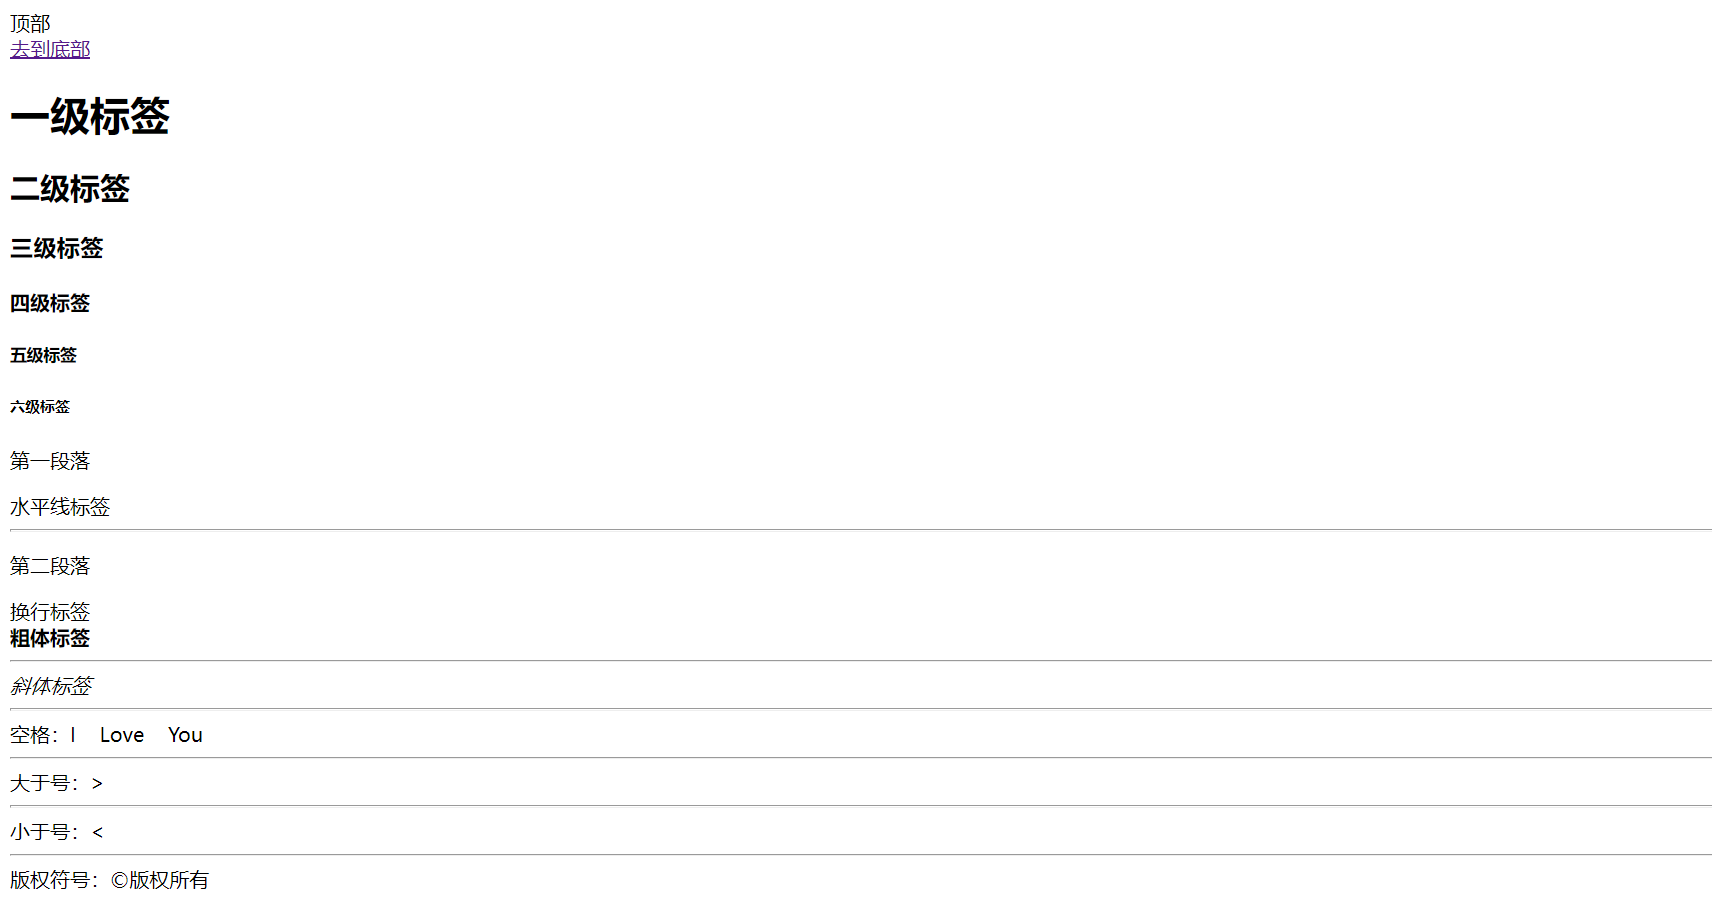 顶部
去到底部
一级标签
二级标签
三级标签
四级标签
五级标签
六级标签
第一段落
水平线标签
第二段落
换行标签
粗体标签
斜体标签
空格：I    Love    You
大于号：>
小于号：<
版权符号：©版权所有